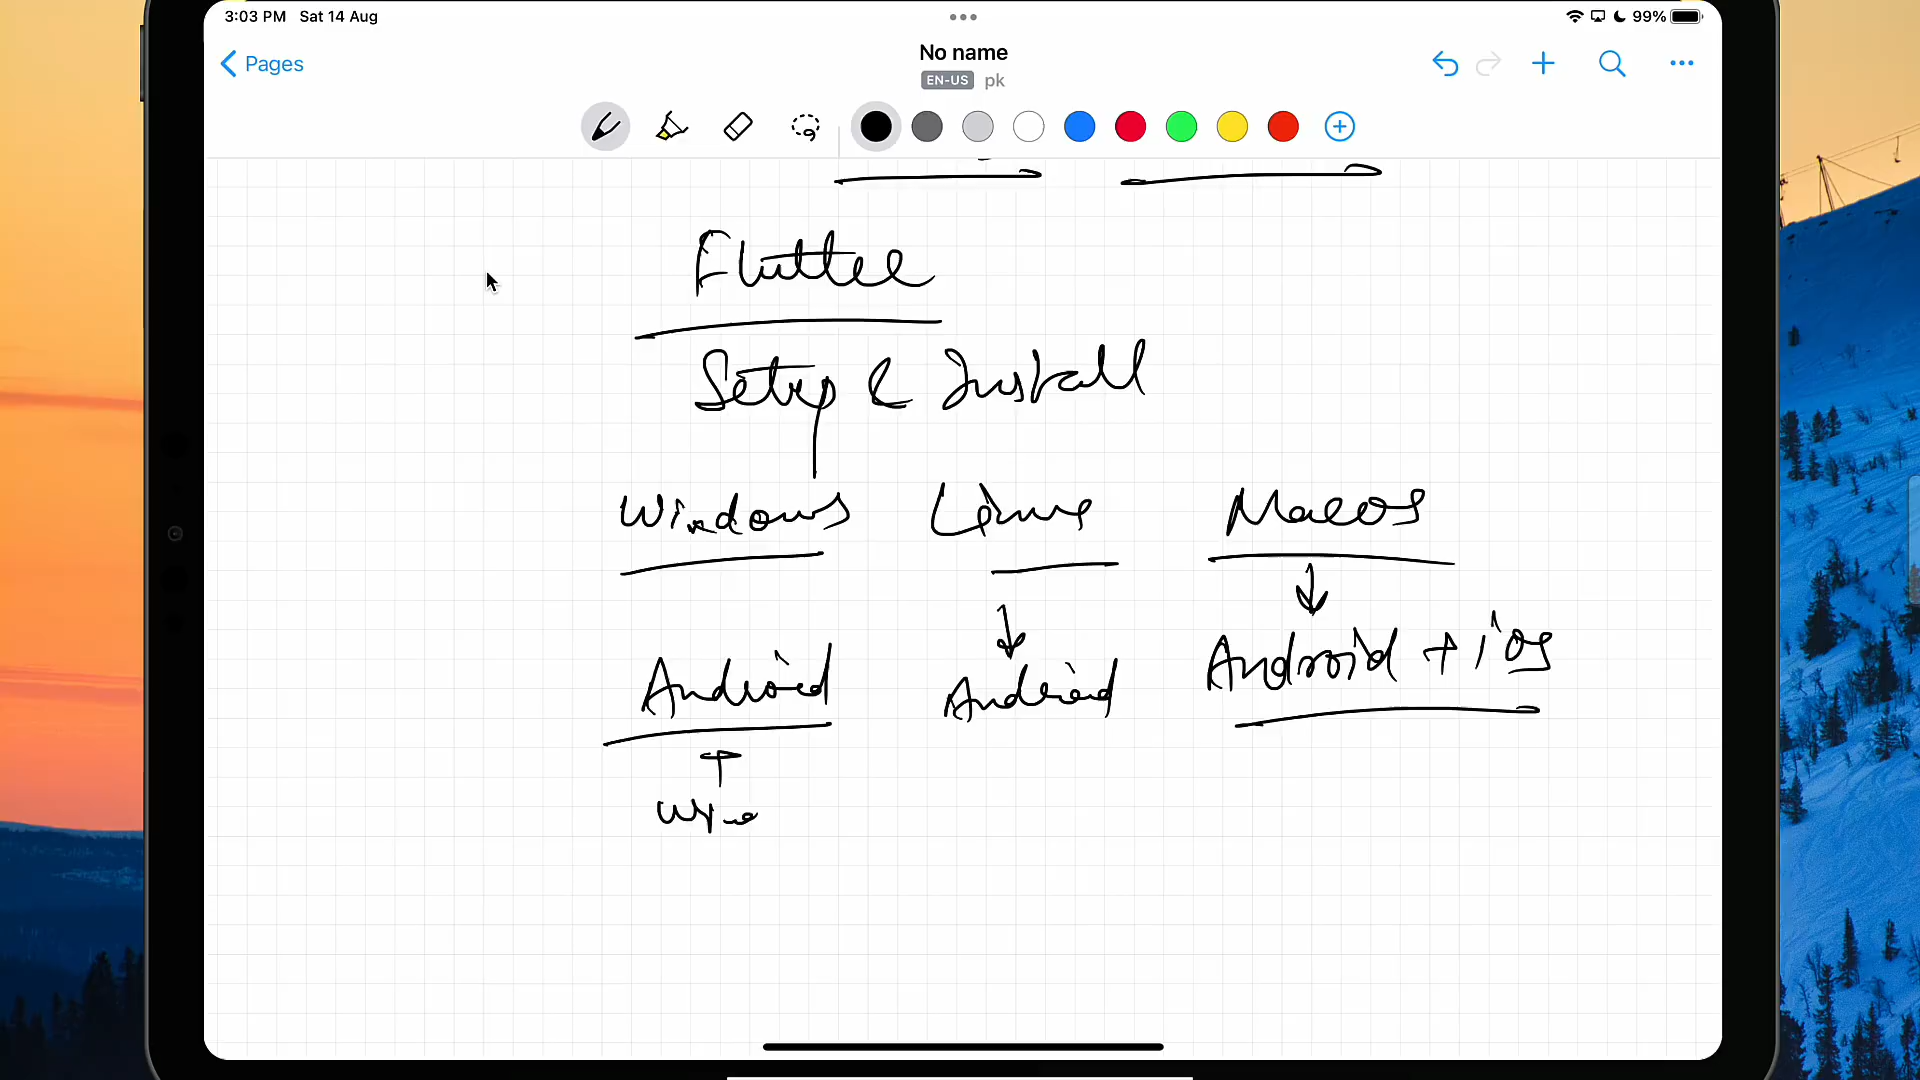 3:03 PM Sat 14 Aug
99%
Pages
No name
EN-US pk
Flutter
Setup & Install
Windows Linux Macos
Android Android Android + ios